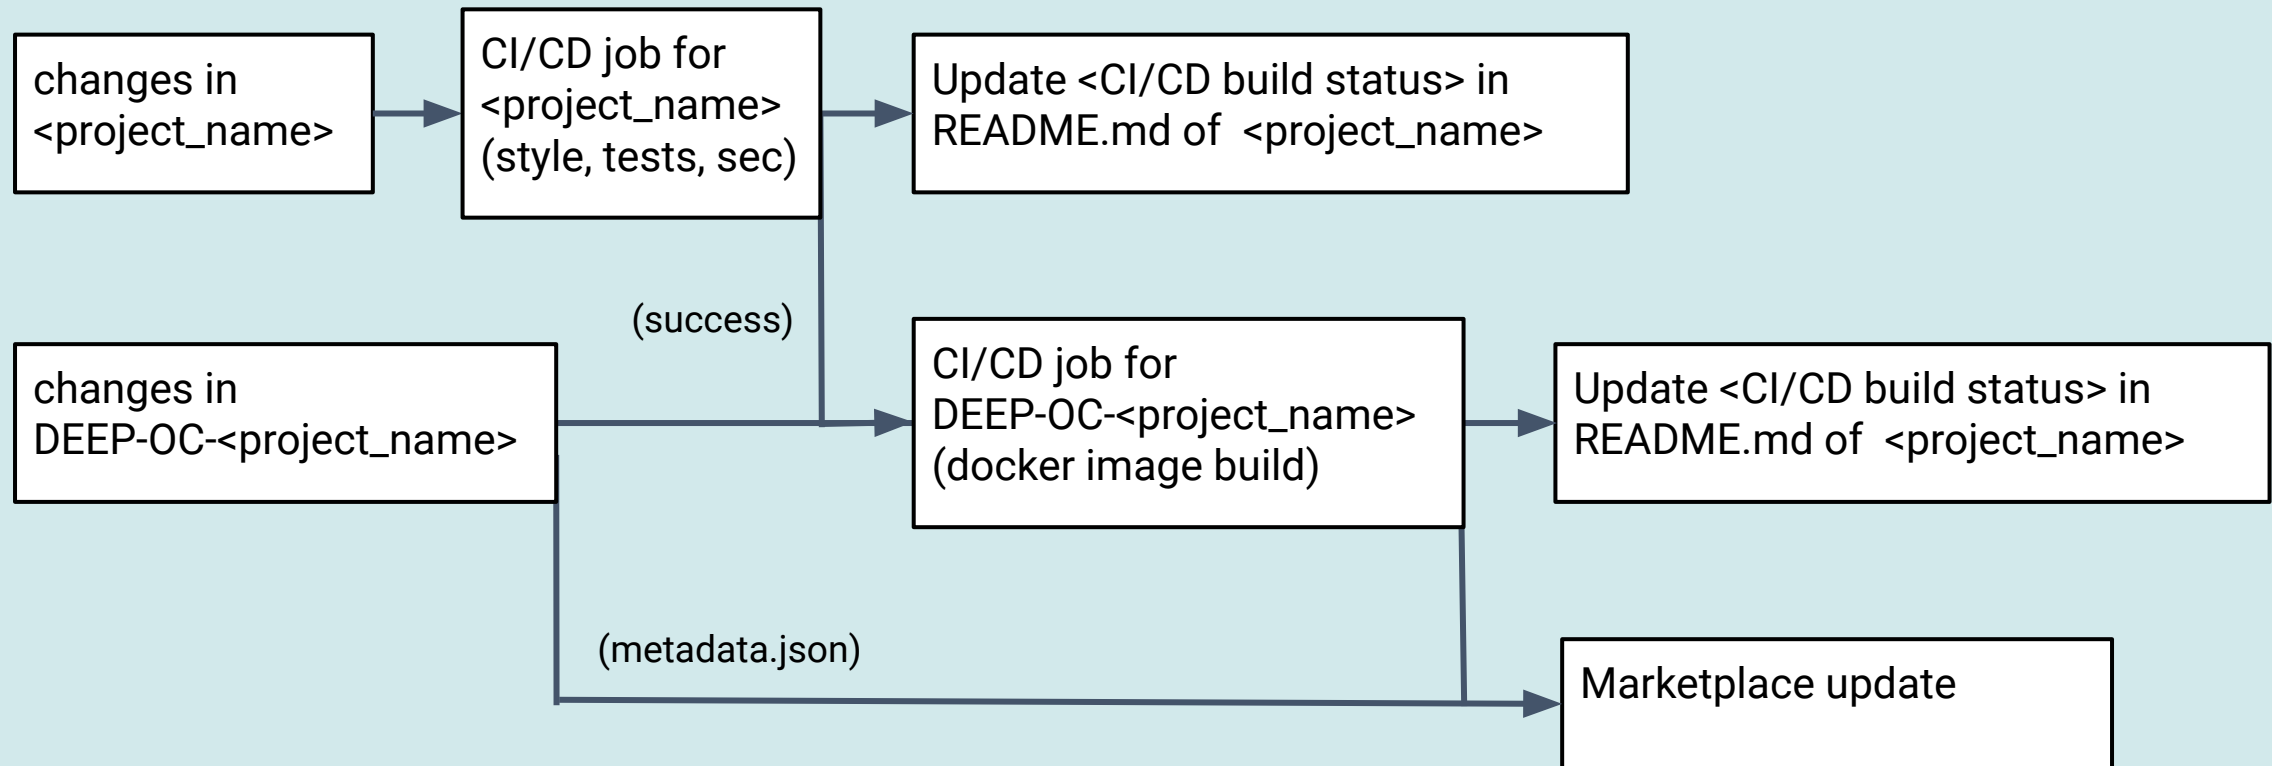 changes in
<project_name>
CI/CD job for
<project_name>
(style, tests, sec)
Update <CI/CD build status> in
README.md of  <project_name>
(success)
changes in
DEEP-OC-<project_name>
CI/CD job for
DEEP-OC-<project_name>
(docker image build)
Update <CI/CD build status> in
README.md of  <project_name>
(metadata.json)
Marketplace update